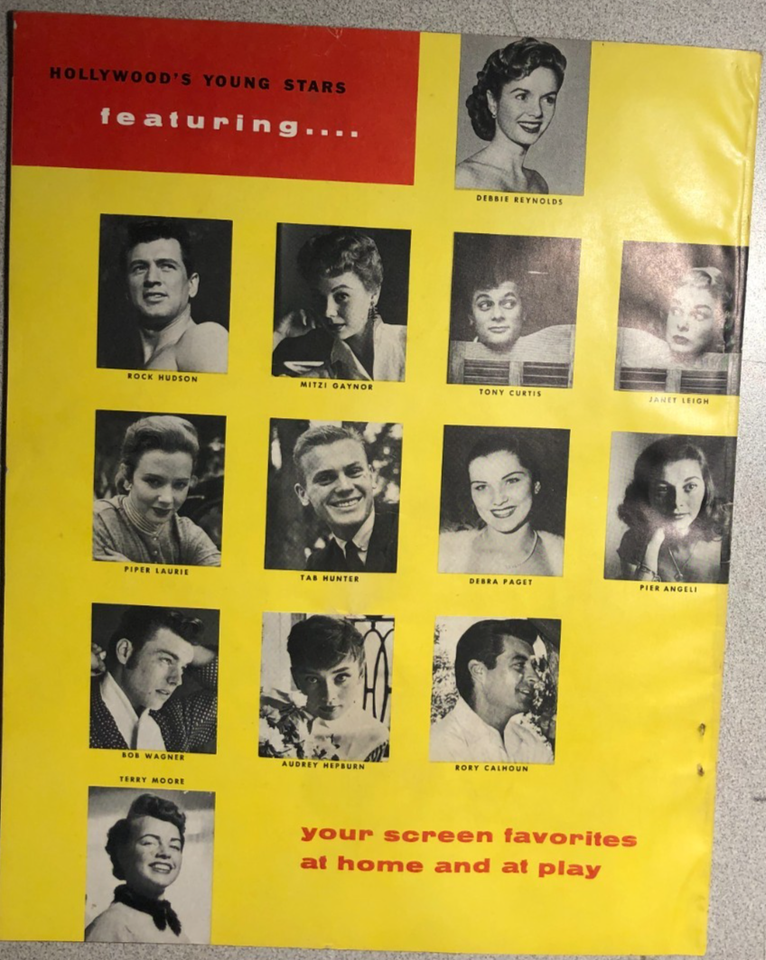 HOLLYWOOD'S YOUNG STARS
featuring....
DEBBIE REYNOLDS
ROCK HUDSON
MITZI GAYNOR
TONY CURTIS
JANET LEIGH
PIPER LAURIE
TAB HUNTER
DEBRA PAGET
PIER ANGELI
BOB WAGNER
AUDREY HEPBURN
RORY CALHOUN
TERRY MOORE
your screen favorites
at home and at play